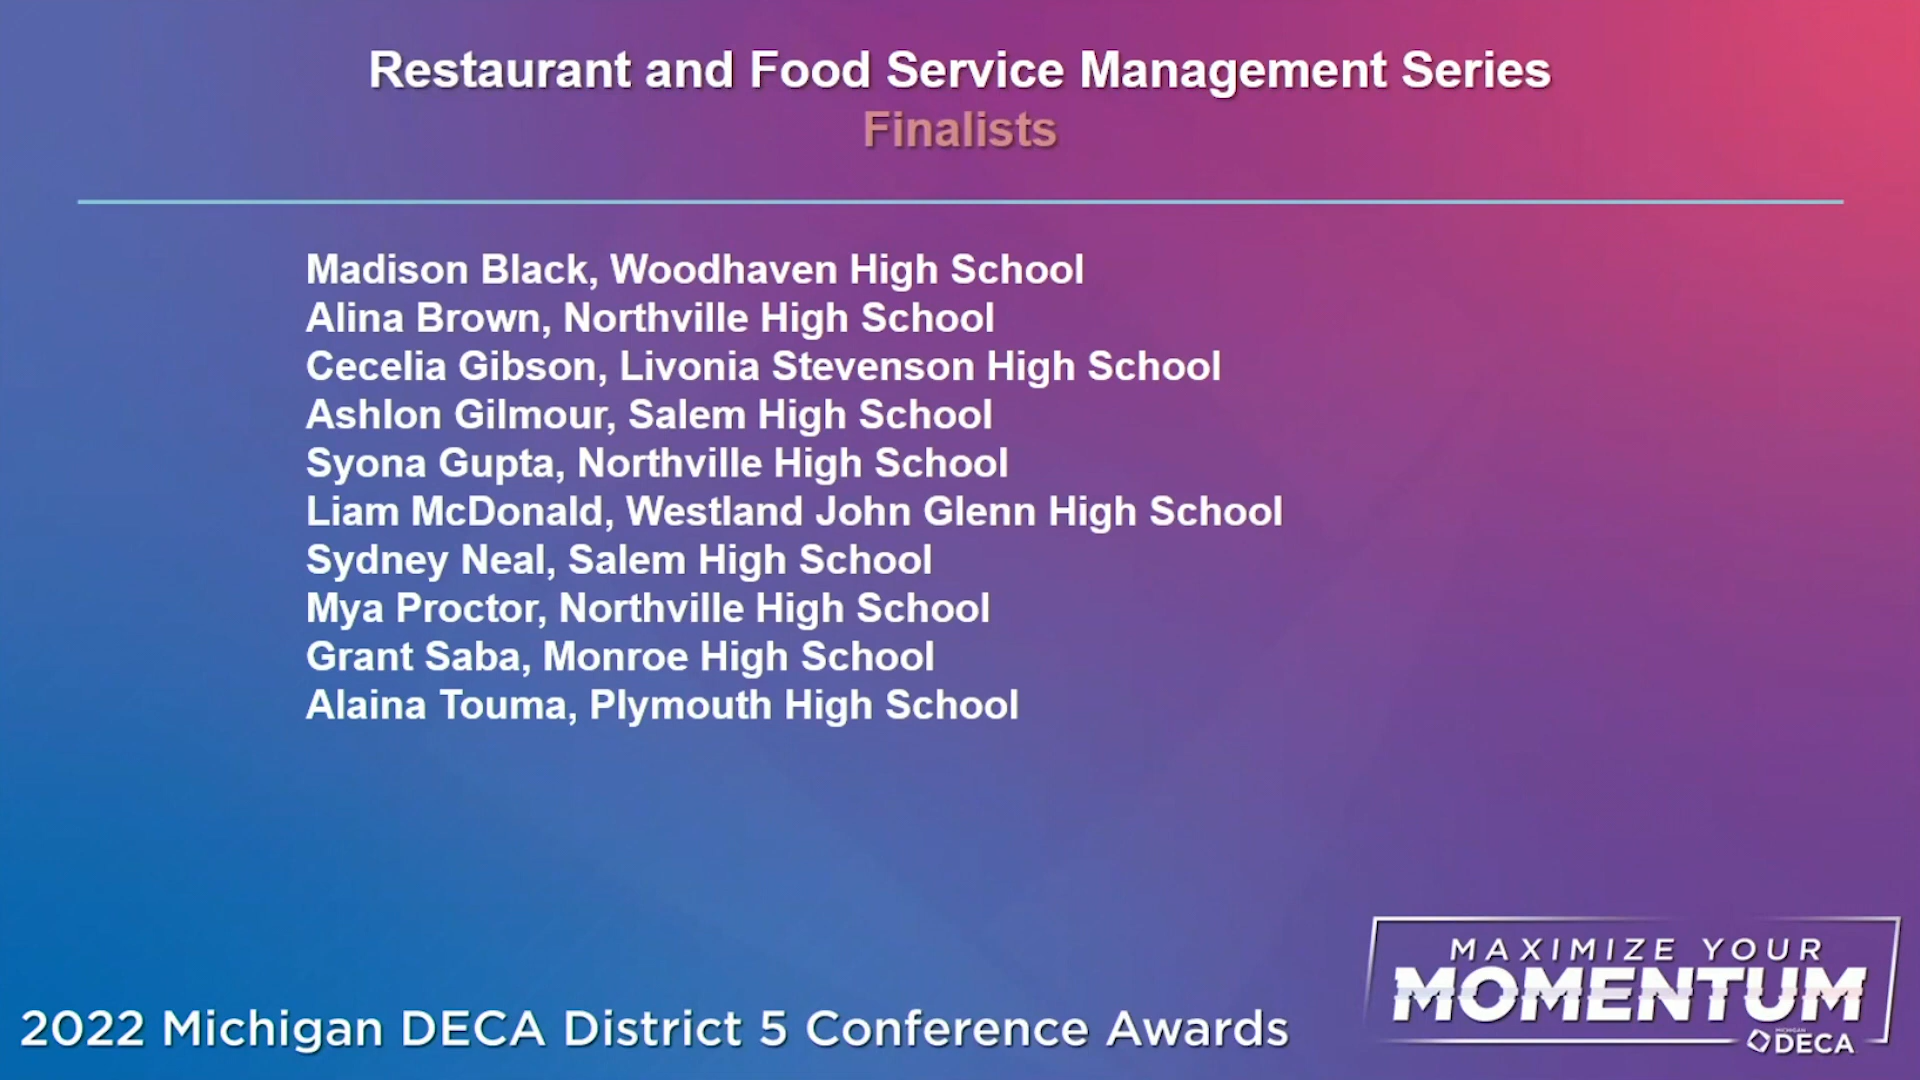 Restaurant and Food Service Management Series
Finalists
Madison Black, Woodhaven High School
Alina Brown, Northville High School
Cecelia Gibson, Livonia Stevenson High School
Ashlon Gilmour, Salem High School
Syona Gupta, Northville High School
Liam McDonald, Westland John Glenn High School
Sydney Neal, Salem High School
Mya Proctor, Northville High School
Grant Saba, Monroe High School
Alaina Touma, Plymouth High School
MAXIMIZE YOUR
MOMENTUM
MICHIGAN
DECA
2022 Michigan DECA District 5 Conference Awards